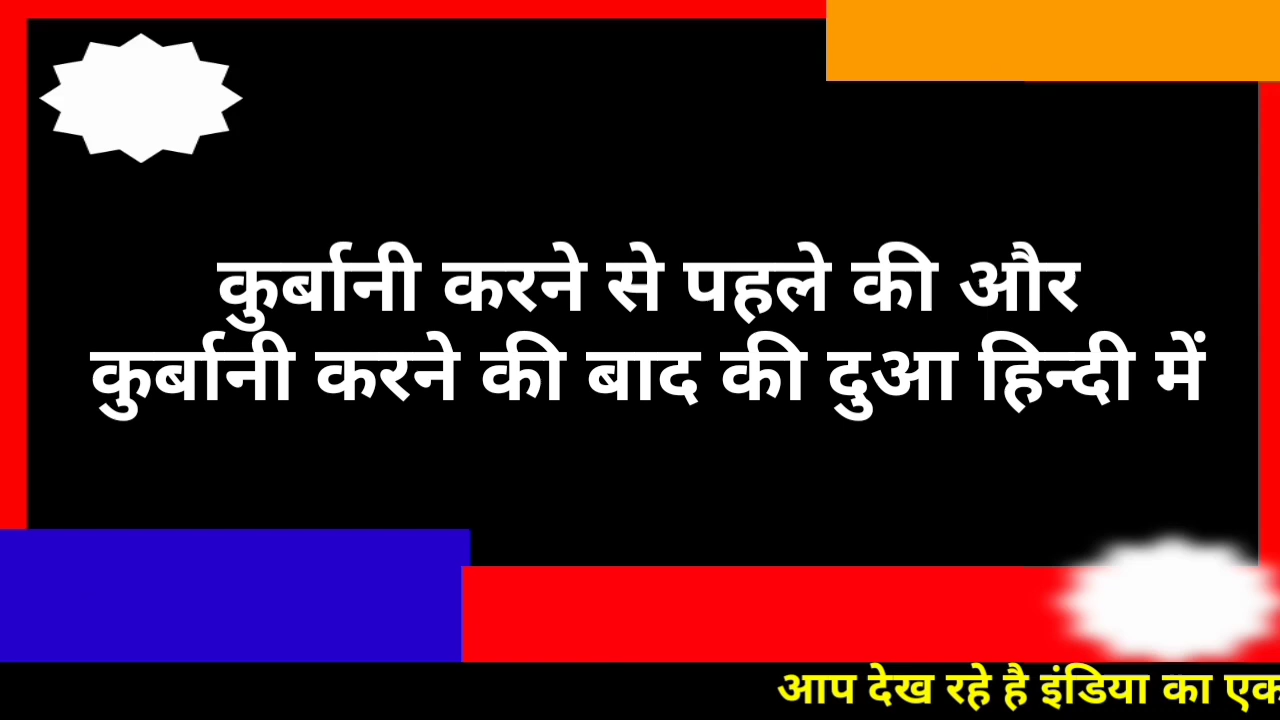 कुर्बानी करने से पहले की और
कुर्बानी करने की बाद की दुआ हिन्दी में
आप देख रहे है इंडिया का एक